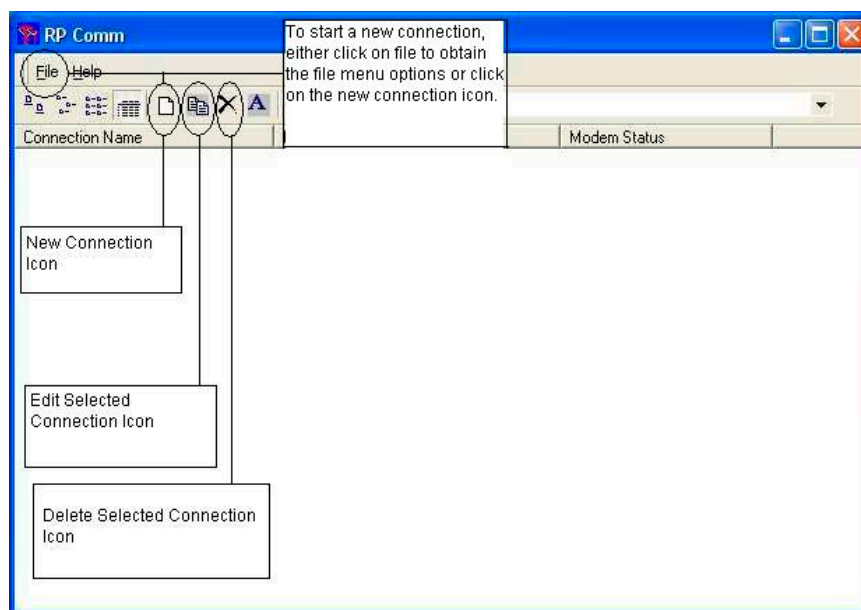 RP Comm
To start a new connection,
either click on file to obtain
the file menu options or click
on the new connection icon.
File Help
A
Connection Name
Modem Status
New Connection
Icon
Edit Selected
Connection Icon
Delete Selected Connection
Icon